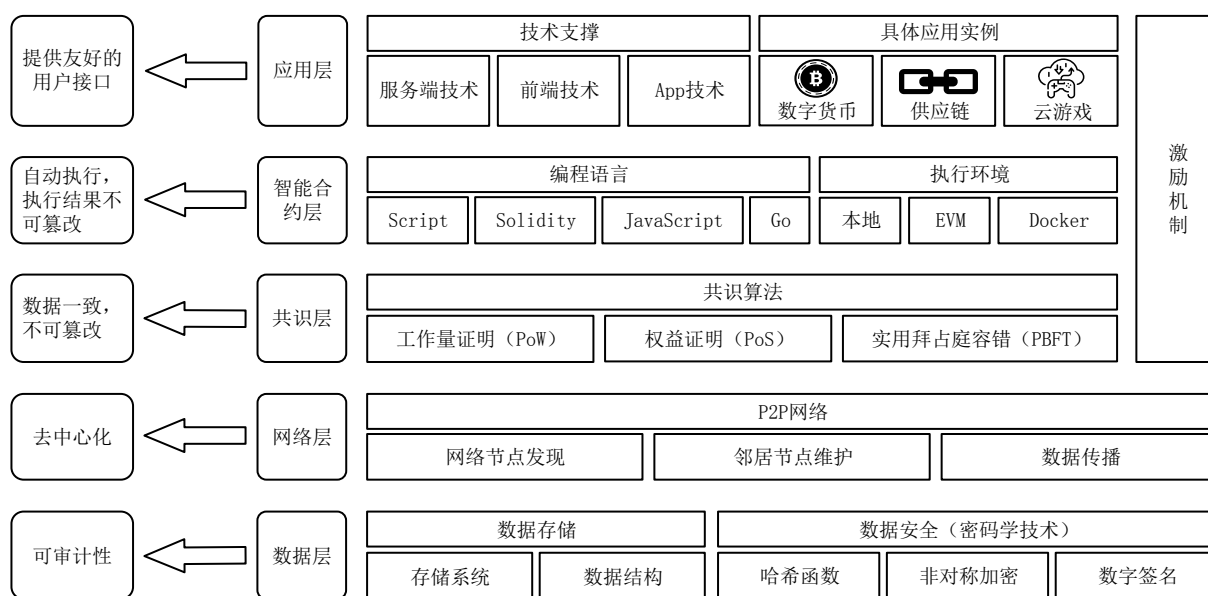 提供友好的
用户接口
应用层
技术支撑
具体应用实例
服务端技术
前端技术
App技术
数字货币
供应链
云游戏
激
励
机
制
自动执行，
执行结果不
可篡改
智能合
约层
编程语言
执行环境
Script
Solidity
JavaScript
Go
本地
EVM
Docker
数据一致，
不可篡改
共识层
共识算法
工作量证明（PoW）
权益证明（PoS）
实用拜占庭容错（PBFT）
去中心化
网络层
P2P网络
网络节点发现
邻居节点维护
数据传播
可审计性
数据层
数据存储
数据安全（密码学技术）
存储系统
数据结构
哈希函数
非对称加密
数字签名